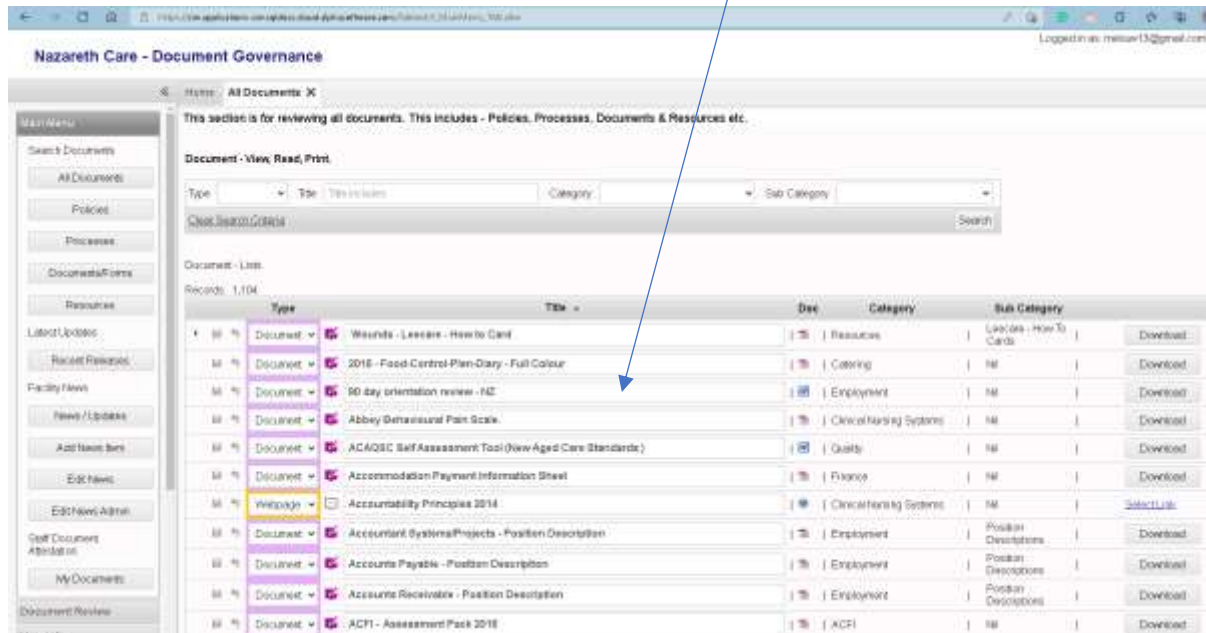 Logged in as:
Nazareth Care - Document Governance
Home All Documents X
Main Menu
This section is for reviewing all documents. This includes - Policies, Processes, Documents & Resources etc.
Search Documents
Document - View, Read, Print.
All Documents
Type Title Title includes Category Sub Category
Policies
Clear Search Criteria Search
Processes
Documents/Forms
Document - Lists
Records: 1,104
Resources
Type Title Doc Category Sub Category
Latest Updates
Document Wounds - Leecare - How to Card | | Resources | Leecare - How To Cards | Download
Recent Releases
Document 2016 - Food-Control-Plan-Diary - Full Colour | | Catering | Nil | Download
Facility News
Document 90 day orientation review - NZ | | Employment | Nil | Download
News / Updates
Document Abbey Behavioural Pain Scale. | | Clinical Nursing Systems | Nil | Download
Add News Item
Document ACAQSC Self Assessment Tool (New Aged Care Standards) | | Quality | Nil | Download
Edit News
Document Accommodation Payment Information Sheet | | Finance | Nil | Download
Edit News Admin
Webpage Accountability Principles 2014 | | Clinical Nursing Systems | Nil | Select Link
Staff Document Attestation
Document Accountant Systems/Projects - Position Description | | Employment | Position Descriptions | Download
My Documents
Document Accounts Payable - Position Description | | Employment | Position Descriptions | Download
Document Accounts Receivable - Position Description | | Employment | Position Descriptions | Download
Document Review
Document ACFI - Assessment Pack 2016 | | ACFI | Nil | Download